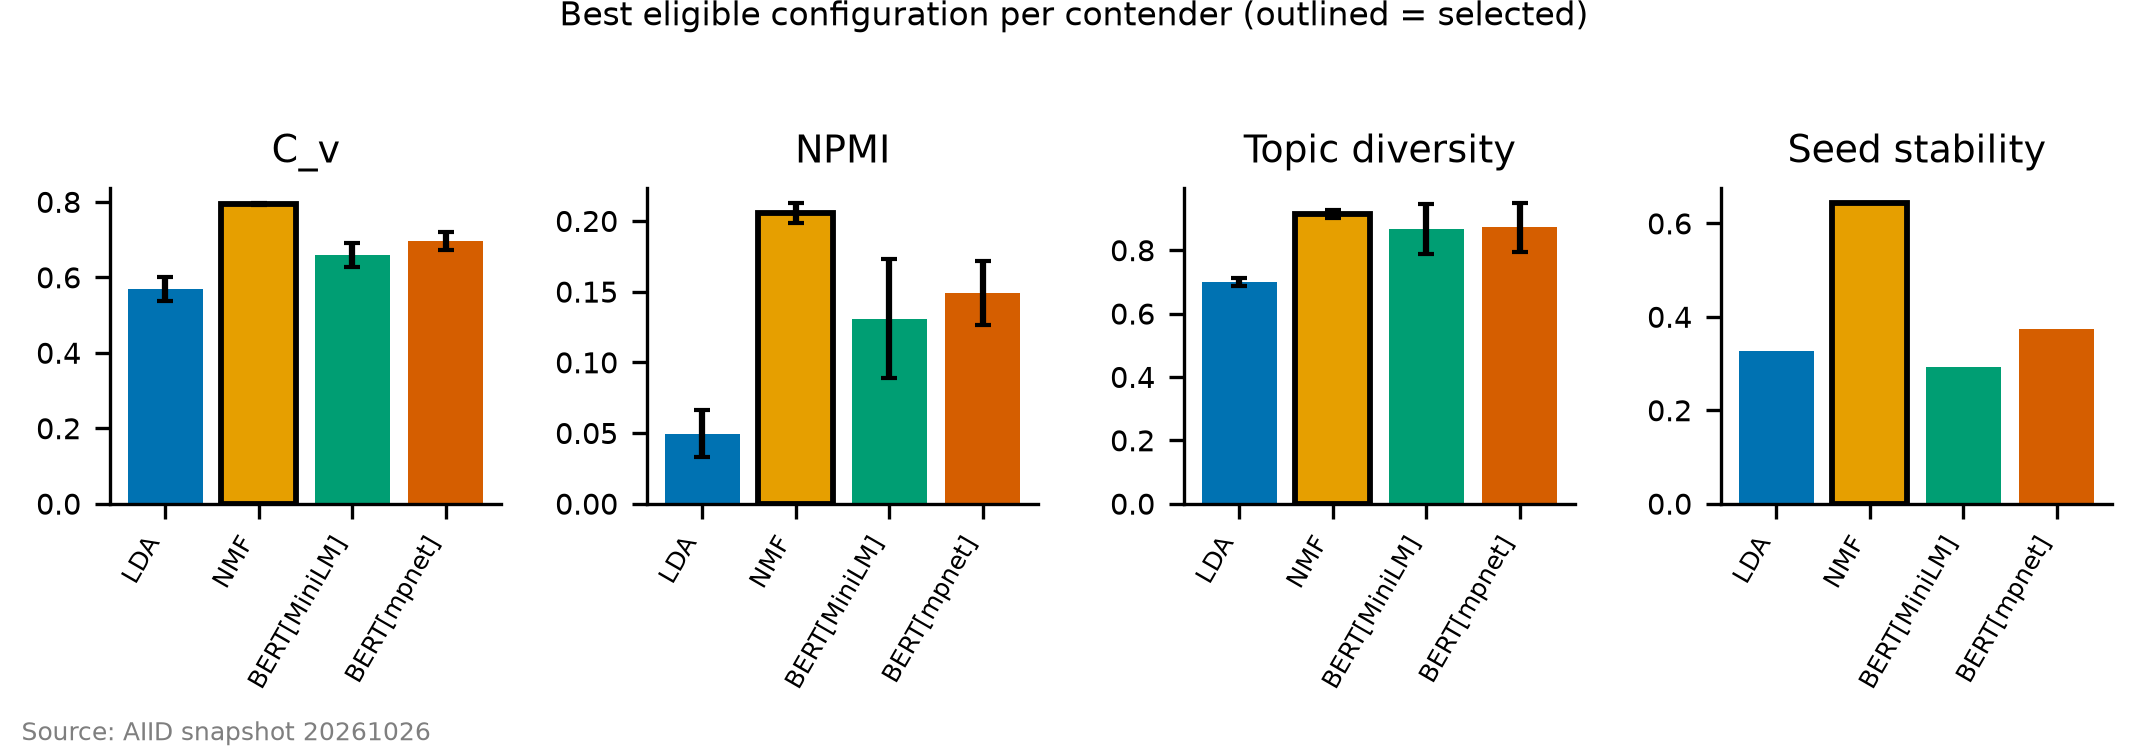 Best eligible configuration per contender (outlined = selected)
C_v
0.8
0.6
0.4
0.2
0.0
LDA
NMF
BERT[MiniLM]
BERT[mpnet]
NPMI
0.20
0.15
0.10
0.05
0.00
LDA
NMF
BERT[MiniLM]
BERT[mpnet]
Topic diversity
0.8
0.6
0.4
0.2
0.0
LDA
NMF
BERT[MiniLM]
BERT[mpnet]
Seed stability
0.6
0.4
0.2
0.0
LDA
NMF
BERT[MiniLM]
BERT[mpnet]
Source: AIID snapshot 20261026